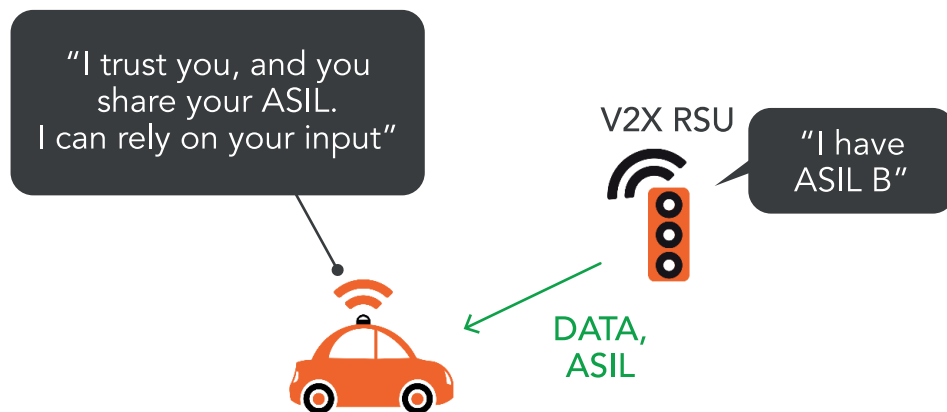 “I trust you, and you
share your ASIL.
I can rely on your input”
V2X RSU
“I have
ASIL B”
DATA,
ASIL